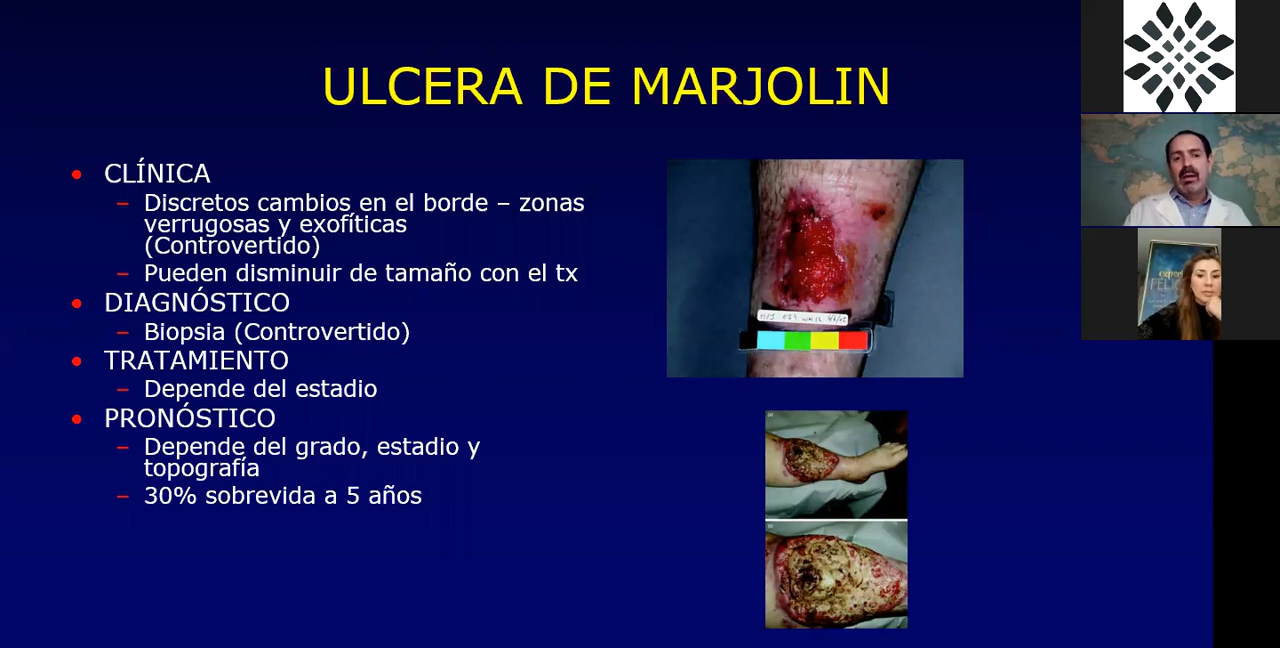 ULCERA DE MARJOLIN
• CLÍNICA
– Discretos cambios en el borde – zonas
verrugosas y exofíticas
(Controvertido)
– Pueden disminuir de tamaño con el tx
• DIAGNÓSTICO
– Biopsia (Controvertido)
• TRATAMIENTO
– Depende del estadio
• PRONÓSTICO
– Depende del grado, estadio y
topografía
– 30% sobrevida a 5 años